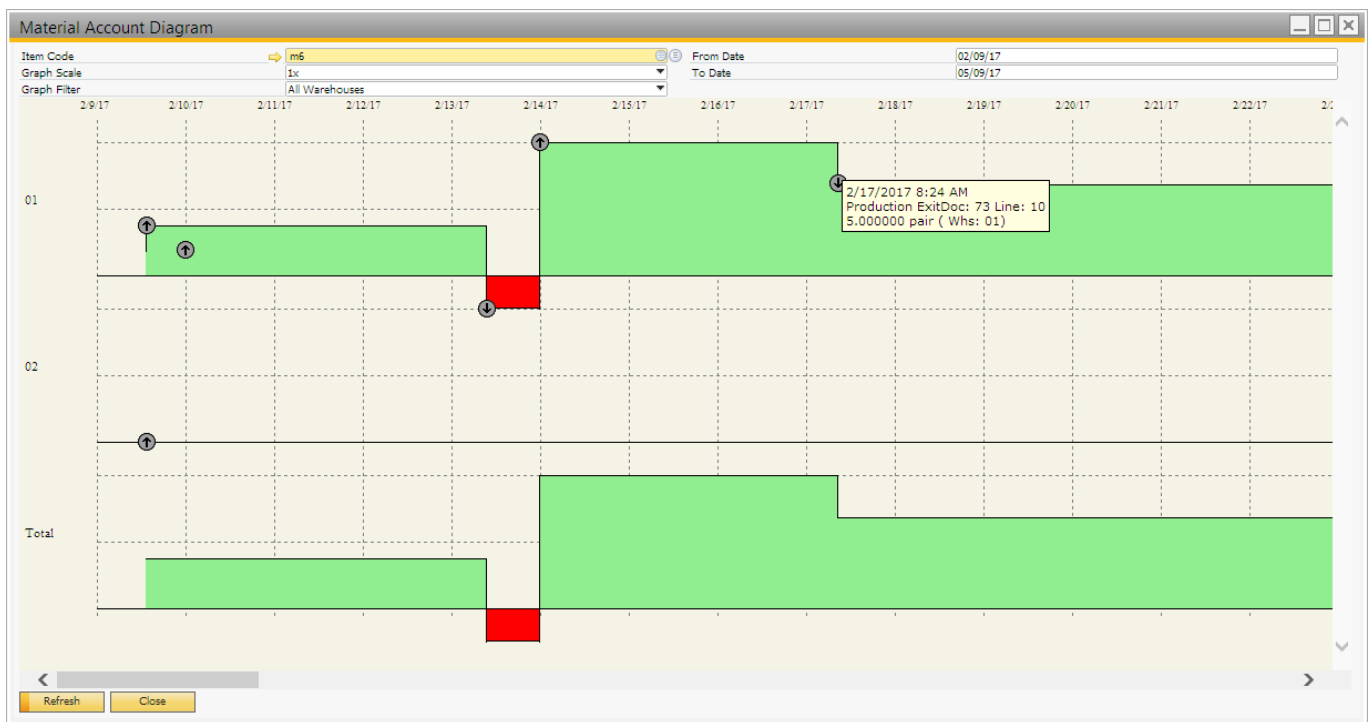 Material Account Diagram
Item Code m6 From Date 02/09/17
Graph Scale 1x To Date 05/09/17
Graph Filter All Warehouses
2/9/17 2/10/17 2/11/17 2/12/17 2/13/17 2/14/17 2/15/17 2/16/17 2/17/17 2/18/17 2/19/17 2/20/17 2/21/17 2/22/17
01
2/17/2017 8:24 AM
Production ExitDoc: 73 Line: 10
5.000000 pair ( Whs: 01)
02
Total
Refresh Close